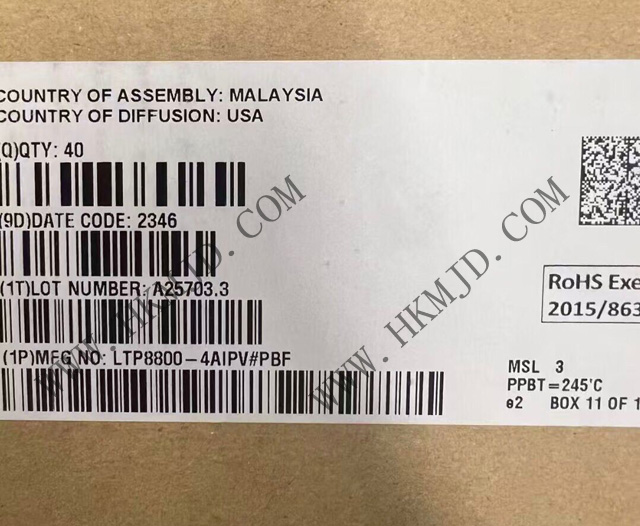 COUNTRY OF ASSEMBLY: MALAYSIA
COUNTRY OF DIFFUSION: USA
(Q)QTY: 40
(9D)DATE CODE: 2346
(1T)LOT NUMBER: A25703.3
(1P)MFG NO: LTP8800-4AIPV#PBF
RoHS Exe
2015/863
MSL 3
PPBT=245'C
e2 BOX 11 OF 1
WWW.HKMJD.COM
WWW.HKMJD.COM